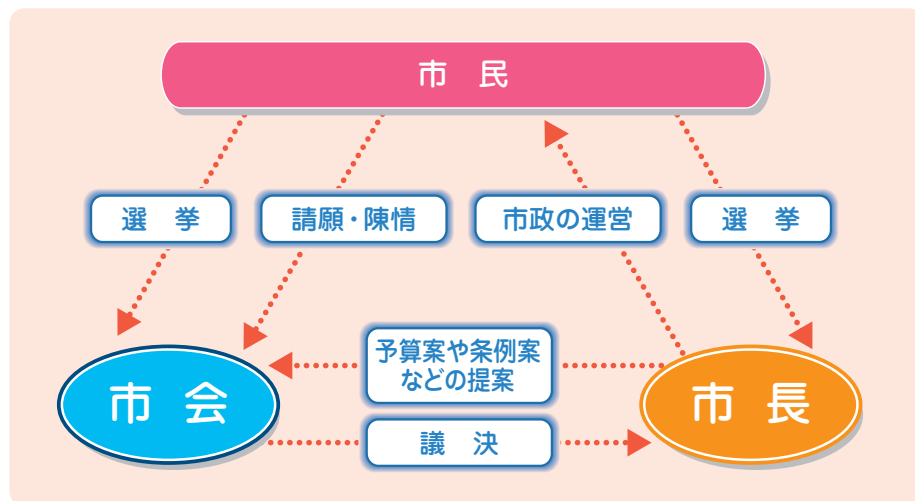 市 民
選 挙
請願・陳情
市政の運営
選 挙
予算案や条例案
などの提案
市 会
市 長
議 決